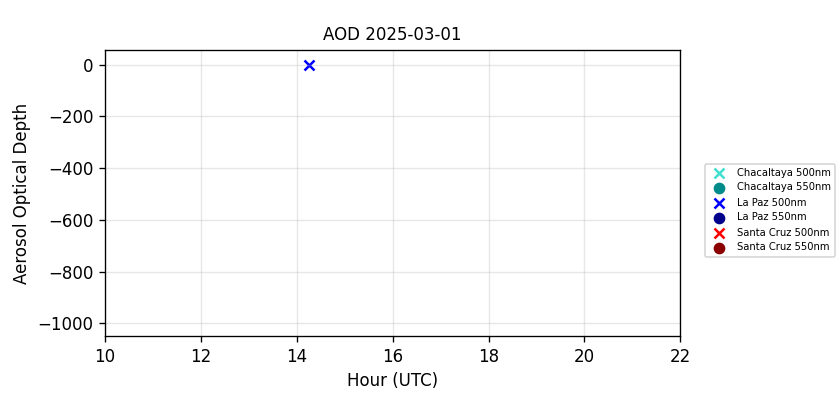 AOD 2025-03-01
Aerosol Optical Depth
0
−200
−400
−600
−800
−1000
10 12 14 16 18 20 22
Hour (UTC)
Chacaltaya 500nm
Chacaltaya 550nm
La Paz 500nm
La Paz 550nm
Santa Cruz 500nm
Santa Cruz 550nm